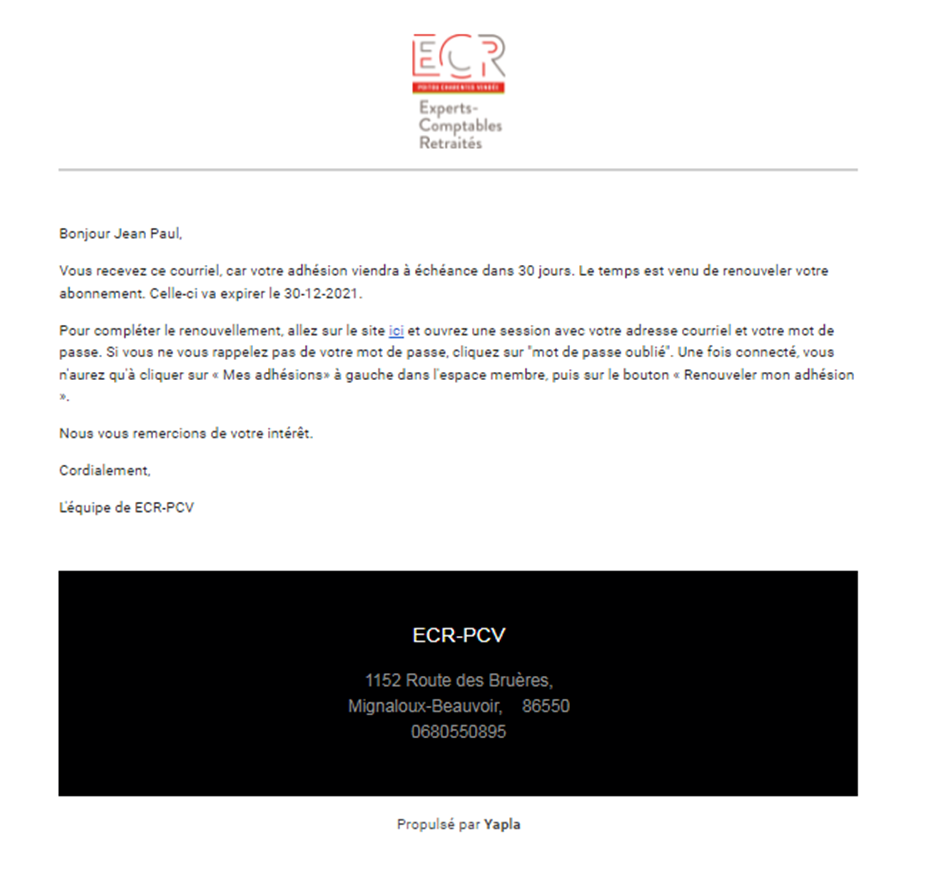 ECR
POITOU CHARENTES VENDÉE
Experts-
Comptables
Retraités
Bonjour Jean Paul,
Vous recevez ce courriel, car votre adhésion viendra à échéance dans 30 jours. Le temps est venu de renouveler votre
abonnement. Celle-ci va expirer le 30-12-2021.
Pour compléter le renouvellement, allez sur le site ici et ouvrez une session avec votre adresse courriel et votre mot de
passe. Si vous ne vous rappelez pas de votre mot de passe, cliquez sur "mot de passe oublié". Une fois connecté, vous
n'aurez qu'à cliquer sur « Mes adhésions» à gauche dans l'espace membre, puis sur le bouton « Renouveler mon adhésion
».
Nous vous remercions de votre intérêt.
Cordialement,
L'équipe de ECR-PCV
ECR-PCV
1152 Route des Bruères,
Mignaloux-Beauvoir, 86550
0680550895
Propulsé par Yapla